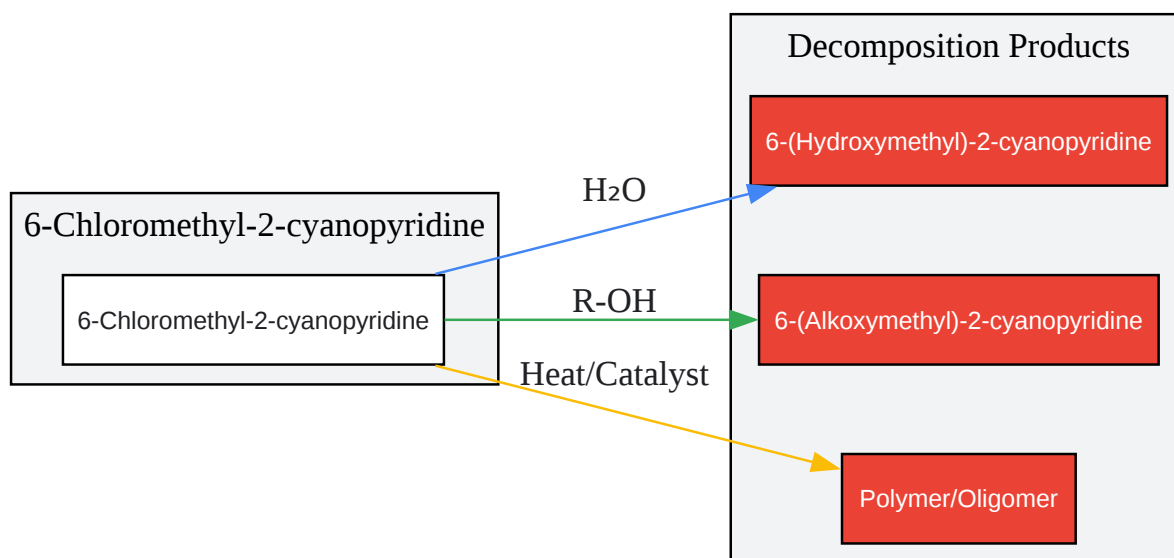 Decomposition Products
6-(Hydroxymethyl)-2-cyanopyridine
H₂O
6-Chloromethyl-2-cyanopyridine
6-Chloromethyl-2-cyanopyridine
R-OH
6-(Alkoxymethyl)-2-cyanopyridine
Heat/Catalyst
Polymer/Oligomer